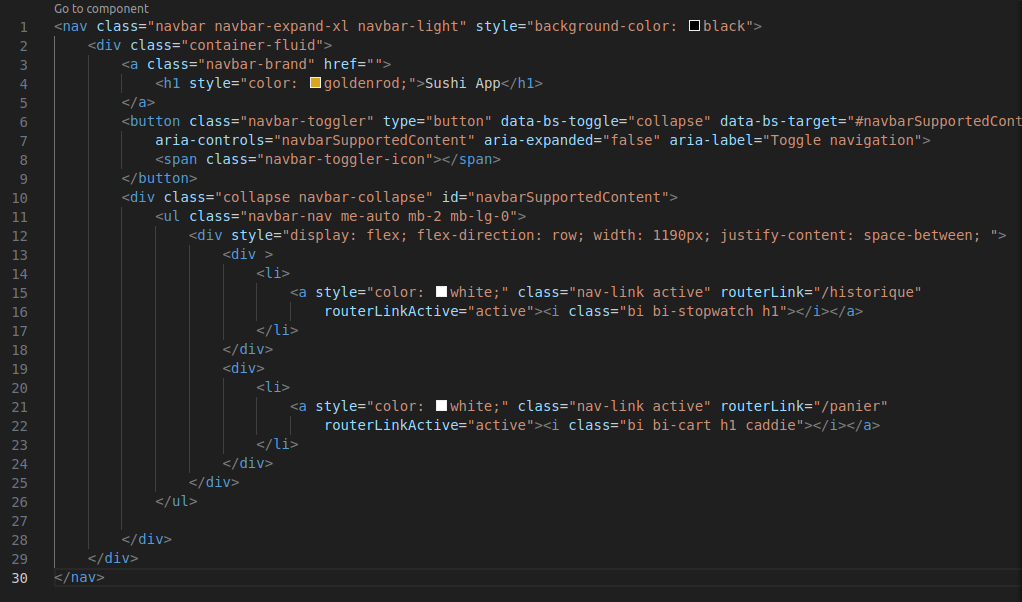 Go to component
1 <nav class="navbar navbar-expand-xl navbar-light" style="background-color: black">
2 <div class="container-fluid">
3 <a class="navbar-brand" href="">
4 <h1 style="color: goldenrod;">Sushi App</h1>
5 </a>
6 <button class="navbar-toggler" type="button" data-bs-toggle="collapse" data-bs-target="#navbarSupportedCont
7 aria-controls="navbarSupportedContent" aria-expanded="false" aria-label="Toggle navigation">
8 <span class="navbar-toggler-icon"></span>
9 </button>
10 <div class="collapse navbar-collapse" id="navbarSupportedContent">
11 <ul class="navbar-nav me-auto mb-2 mb-lg-0">
12 <div style="display: flex; flex-direction: row; width: 1190px; justify-content: space-between; ">
13 <div >
14 <li>
15 <a style="color: white;" class="nav-link active" routerLink="/historique"
16 routerLinkActive="active"><i class="bi bi-stopwatch h1"></i></a>
17 </li>
18 </div>
19 <div>
20 <li>
21 <a style="color: white;" class="nav-link active" routerLink="/panier"
22 routerLinkActive="active"><i class="bi bi-cart h1 caddie"></i></a>
23 </li>
24 </div>
25 </div>
26 </ul>
27
28 </div>
29 </div>
30 </nav>